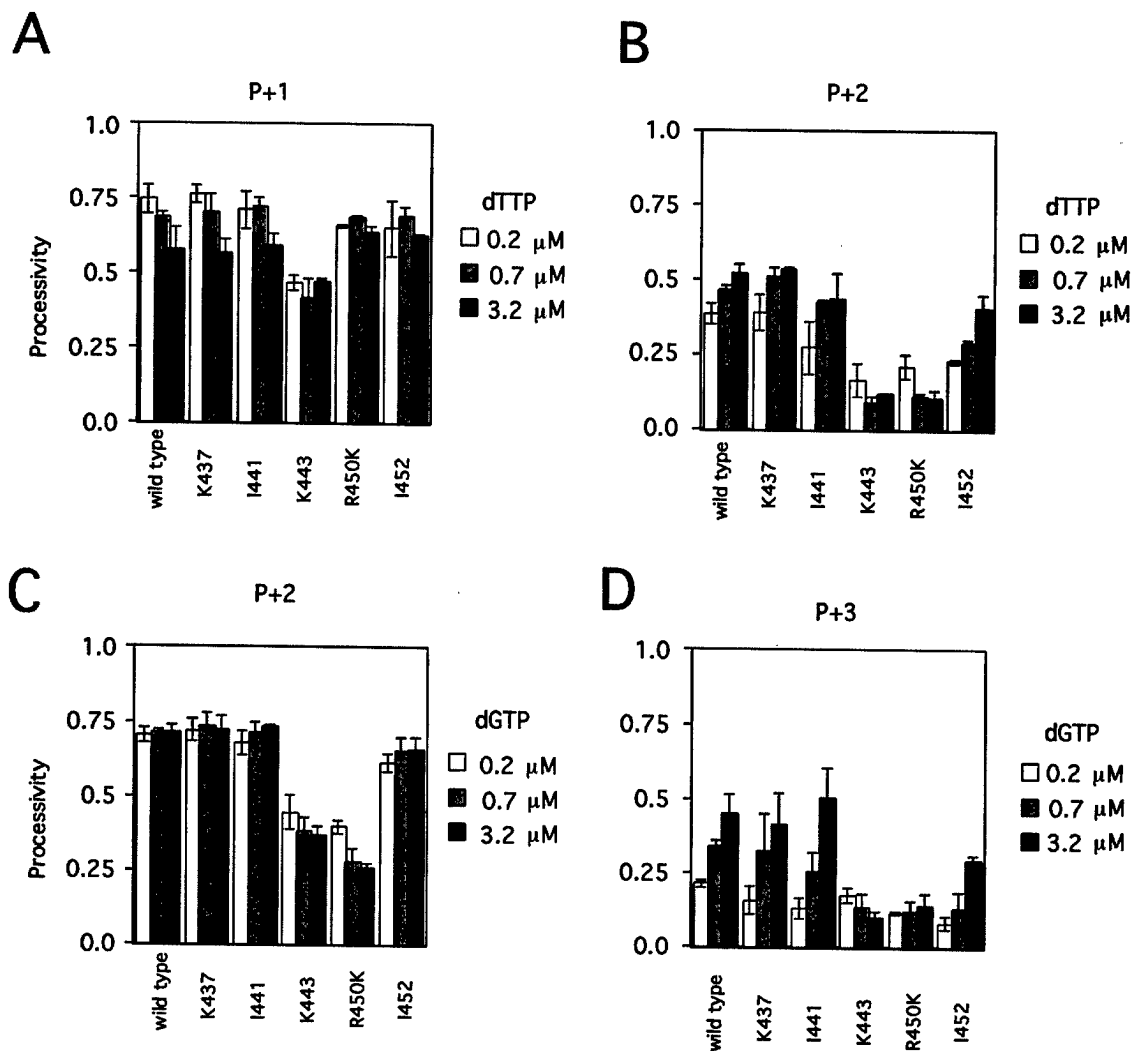 A
P+1
1.0
0.75
0.5
0.25
0.0
Processivity
wild type
K437
I441
K443
R450K
I452
dTTP
0.2 μM
0.7 μM
3.2 μM
B
P+2
1.0
0.75
0.5
0.25
0.0
wild type
K437
I441
K443
R450K
I452
dTTP
0.2 μM
0.7 μM
3.2 μM
C
P+2
1.0
0.75
0.5
0.25
0.0
Processivity
wild type
K437
I441
K443
R450K
I452
dGTP
0.2 μM
0.7 μM
3.2 μM
D
P+3
1.0
0.75
0.5
0.25
0.0
wild type
K437
I441
K443
R450K
I452
dGTP
0.2 μM
0.7 μM
3.2 μM